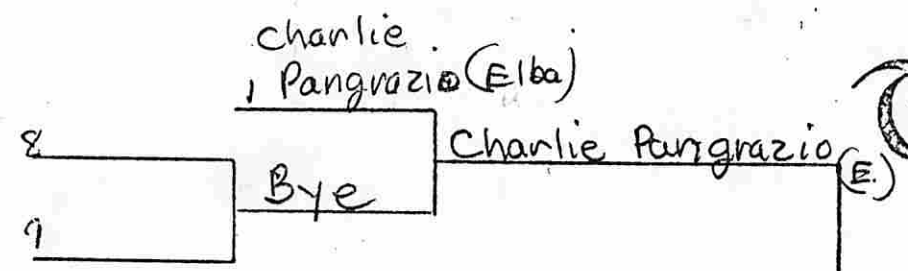 Charlie
1 Pangrazio (Elba)
8
Charlie Pangrazio
(E.)
Bye
9